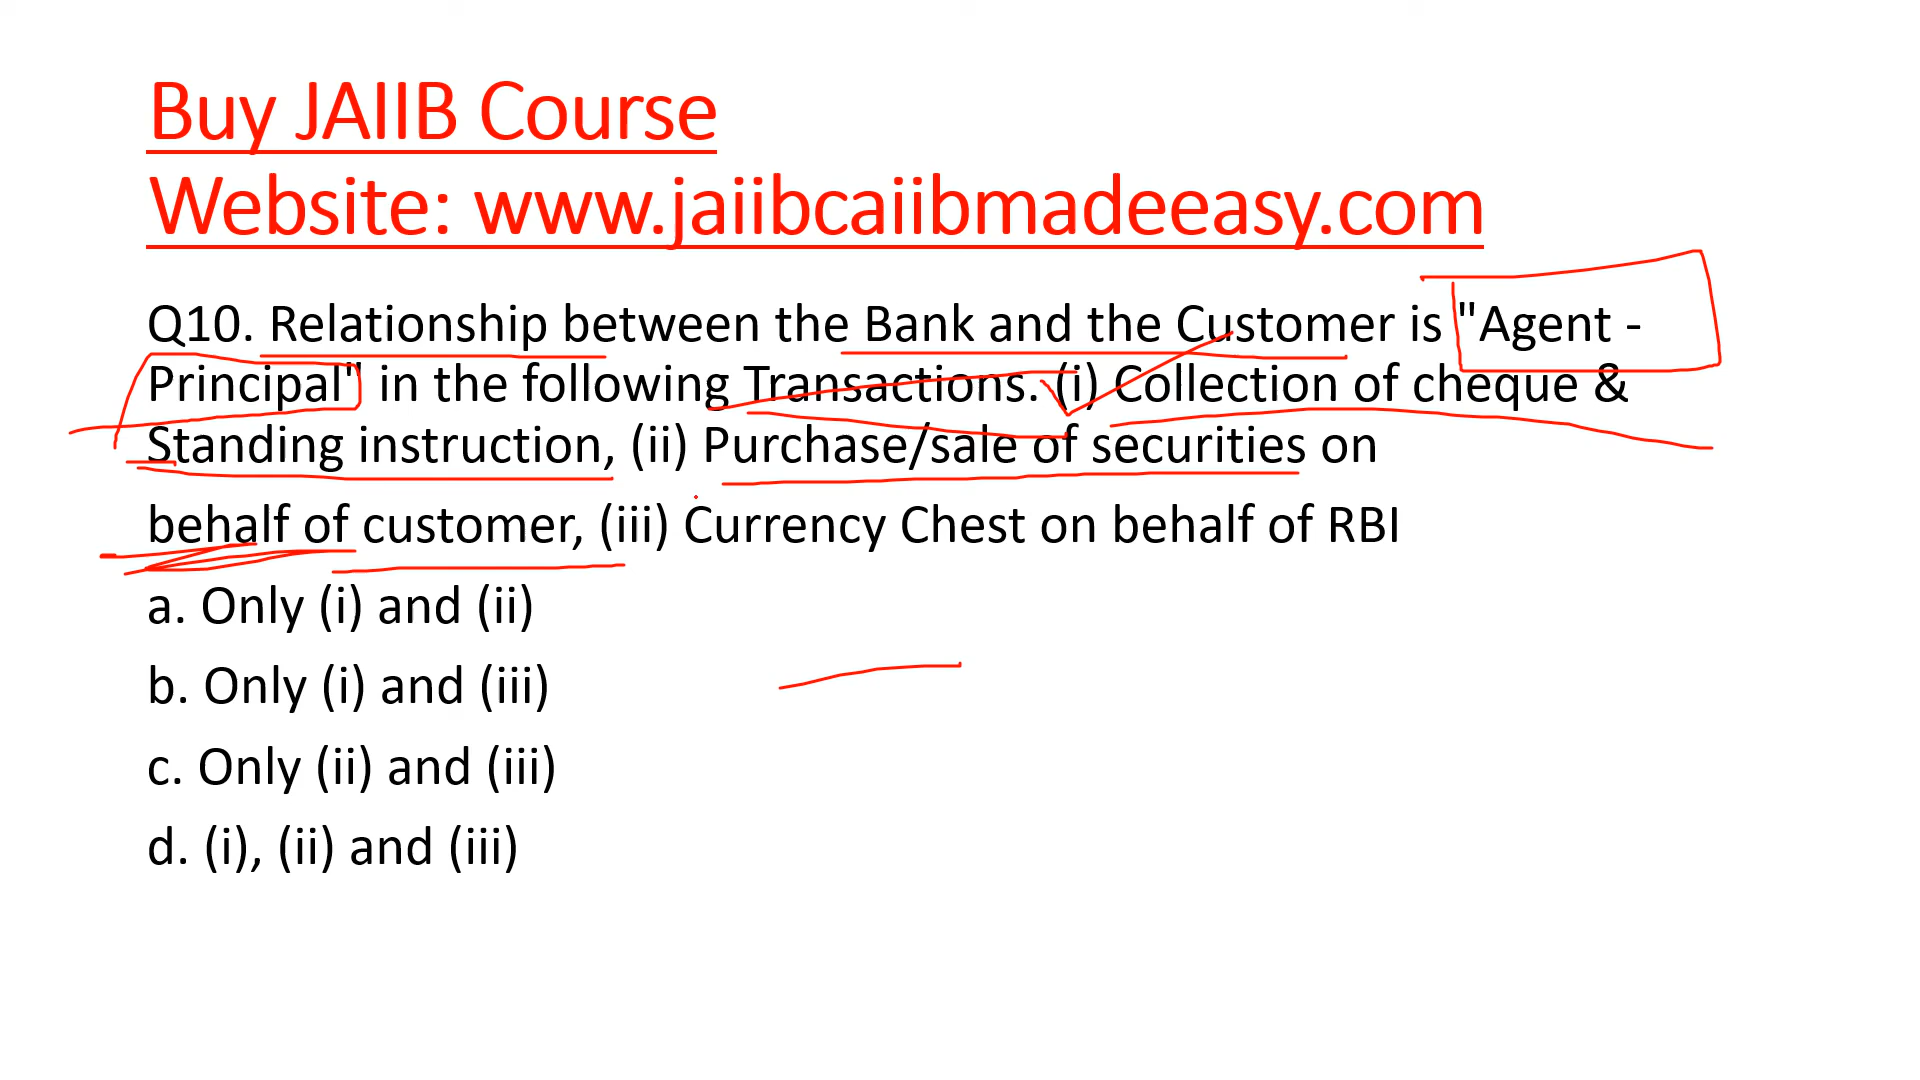 Buy JAIIB Course
Website: www.jaiibcaiibmadeeasy.com
Q10. Relationship between the Bank and the Customer is "Agent -
Principal" in the following Transactions. (i) Collection of cheque &
Standing instruction, (ii) Purchase/sale of securities on
behalf of customer, (iii) Currency Chest on behalf of RBI
a. Only (i) and (ii)
b. Only (i) and (iii)
c. Only (ii) and (iii)
d. (i), (ii) and (iii)